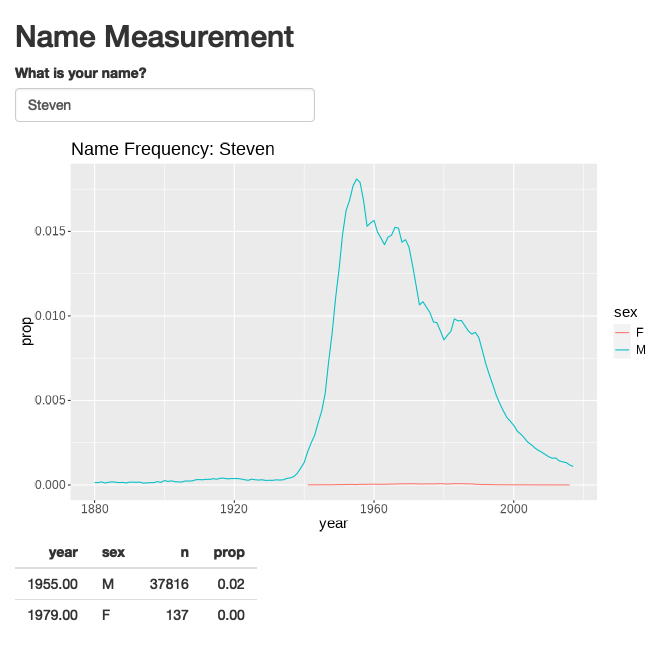 Name Measurement
What is your name?
Steven
Name Frequency: Steven
0.015
0.010
0.005
0.000
prop
1880 1920 1960 2000
year
sex
F
M
year sex n prop
1955.00 M 37816 0.02
1979.00 F 137 0.00